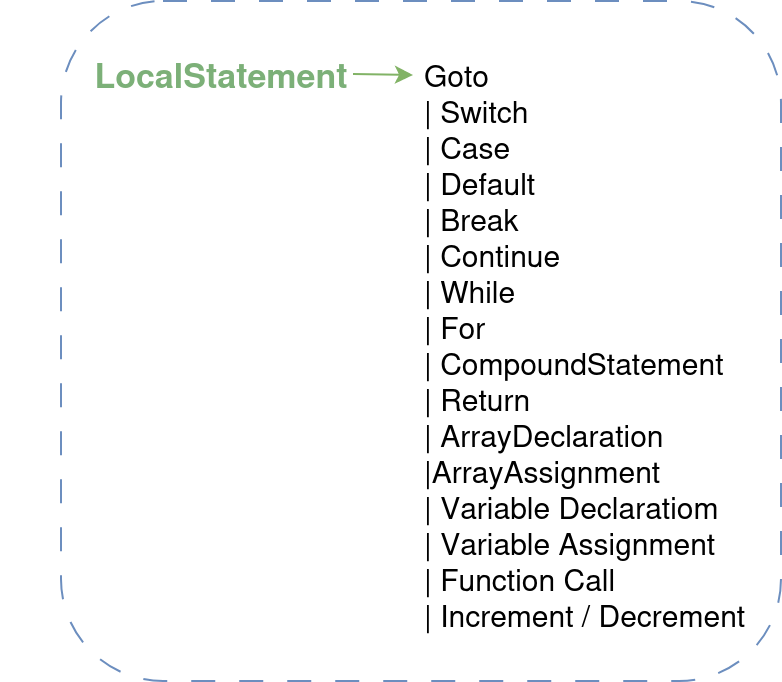 LocalStatement Goto
| Switch
| Case
| Default
| Break
| Continue
| While
| For
| CompoundStatement
| Return
| ArrayDeclaration
|ArrayAssignment
| Variable Declaratiom
| Variable Assignment
| Function Call
| Increment / Decrement